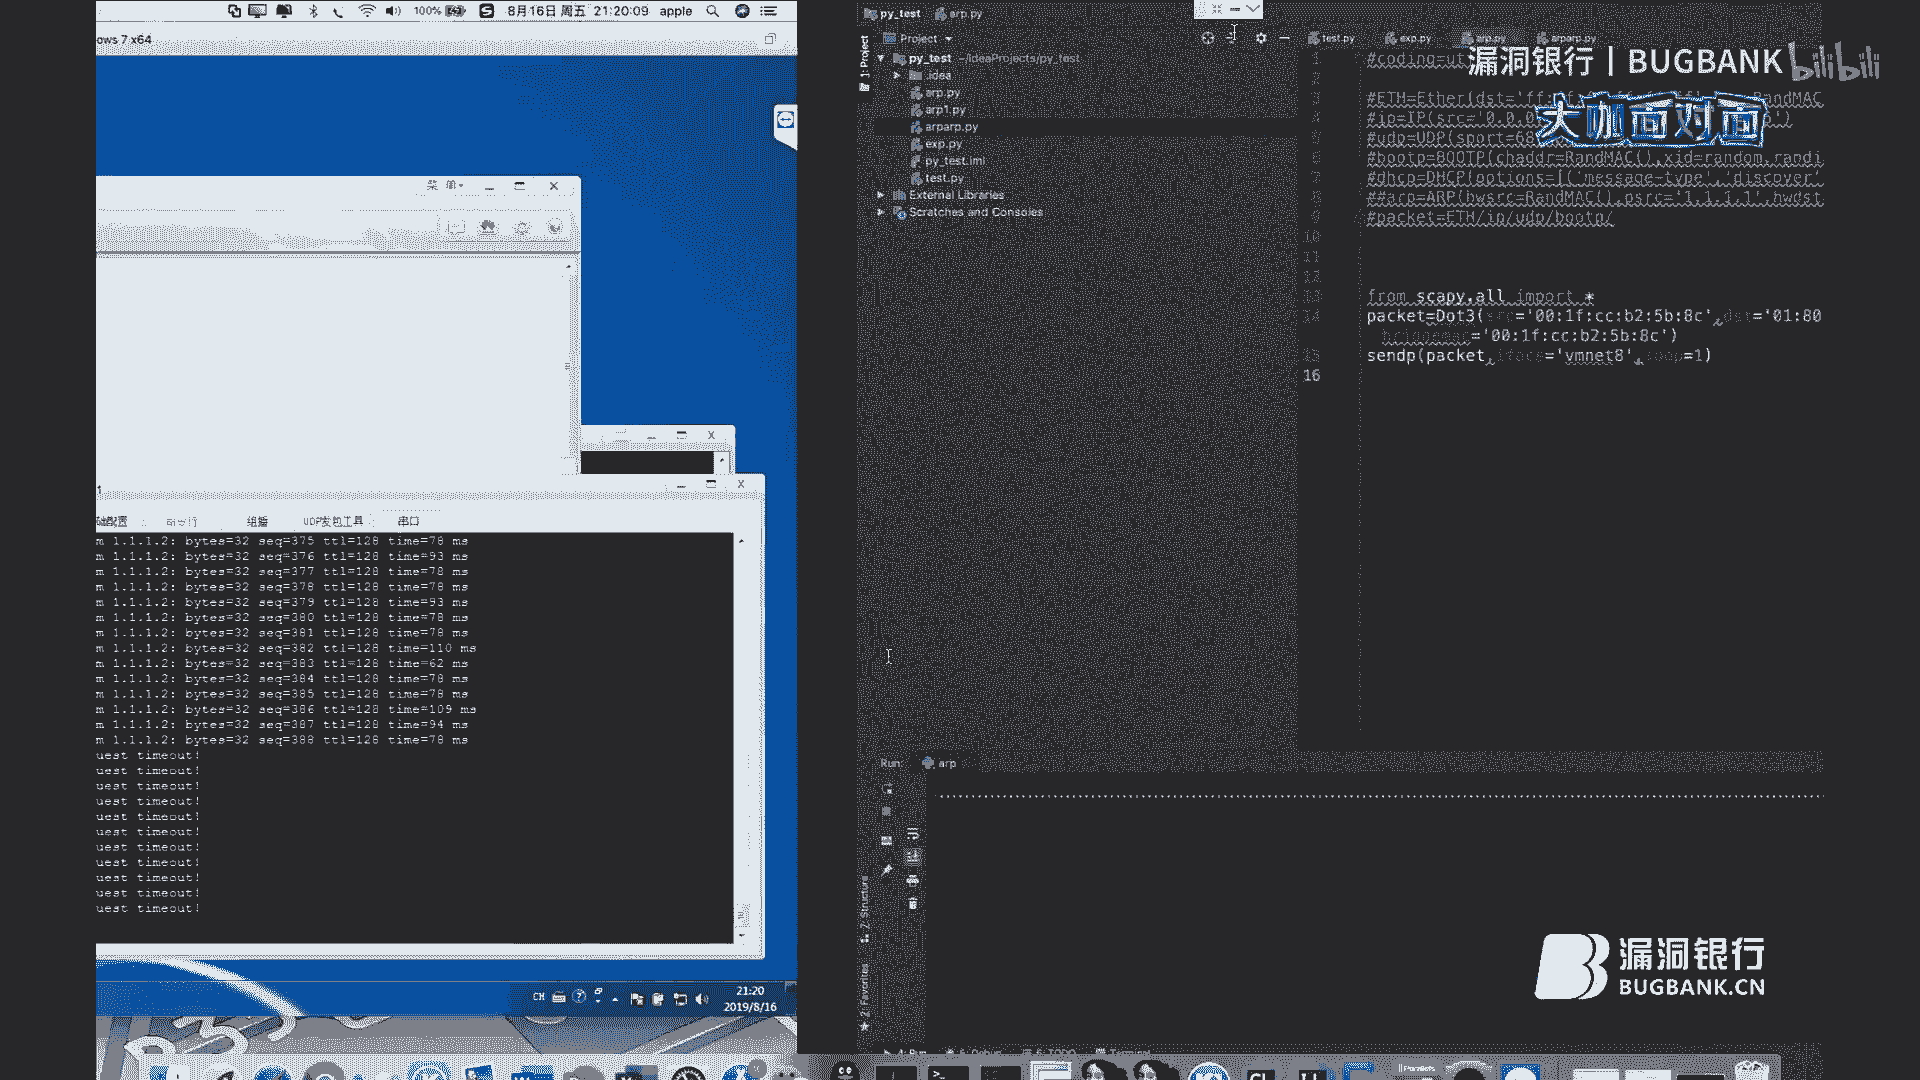 100%
8月16日 周五 21:20:09 apple
ows 7 x64
菜 单
1
础配置
组播
UDP发包工具
串口
m 1.1.1.2: bytes=32 seq=375 ttl=128 time=78 ms
m 1.1.1.2: bytes=32 seq=376 ttl=128 time=93 ms
m 1.1.1.2: bytes=32 seq=377 ttl=128 time=78 ms
m 1.1.1.2: bytes=32 seq=378 ttl=128 time=78 ms
m 1.1.1.2: bytes=32 seq=379 ttl=128 time=93 ms
m 1.1.1.2: bytes=32 seq=380 ttl=128 time=78 ms
m 1.1.1.2: bytes=32 seq=381 ttl=128 time=78 ms
m 1.1.1.2: bytes=32 seq=382 ttl=128 time=110 ms
m 1.1.1.2: bytes=32 seq=383 ttl=128 time=62 ms
m 1.1.1.2: bytes=32 seq=384 ttl=128 time=78 ms
m 1.1.1.2: bytes=32 seq=385 ttl=128 time=78 ms
m 1.1.1.2: bytes=32 seq=386 ttl=128 time=109 ms
m 1.1.1.2: bytes=32 seq=387 ttl=128 time=94 ms
m 1.1.1.2: bytes=32 seq=388 ttl=128 time=78 ms
uest timeout!
uest timeout!
uest timeout!
uest timeout!
uest timeout!
uest timeout!
uest timeout!
uest timeout!
uest timeout!
uest timeout!
uest timeout!
CH
21:20
2019/8/16
py_test
arp.py
1: Project
Project
py_test ~/IdeaProjects/py_test
.idea
arp.py
arp1.py
arparp.py
exp.py
py_test.iml
test.py
External Libraries
Scratches and Consoles
test.py
exp.py
arp.py
arparp.py
#coding=ut
#ETH=Ether(dst='ff: RandMAC
#ip=IP(src='0.0.0
#udp=UDP(sport=68
#bootp=BOOTP(chaddr=RandMAC(),xid=random.randi
#dhcp=DHCP(options=[('message-type','discover'
##arp=ARP(hwsrc=RandMAC(),psrc='1.1.1.1',hwdst
#packet=ETH/ip/udp/bootp/
from scapy.all import *
packet=Dot3(src='00:1f:cc:b2:5b:8c',dst='01:80
='00:1f:cc:b2:5b:8c')
sendp(packet,iface='vmnet8',loop=1)
16
漏洞银行 | BUGBANK
bilibili
大咖面对面
Run:
arp
7: Structure
2: Favorites
漏洞银行
BUGBANK.CN